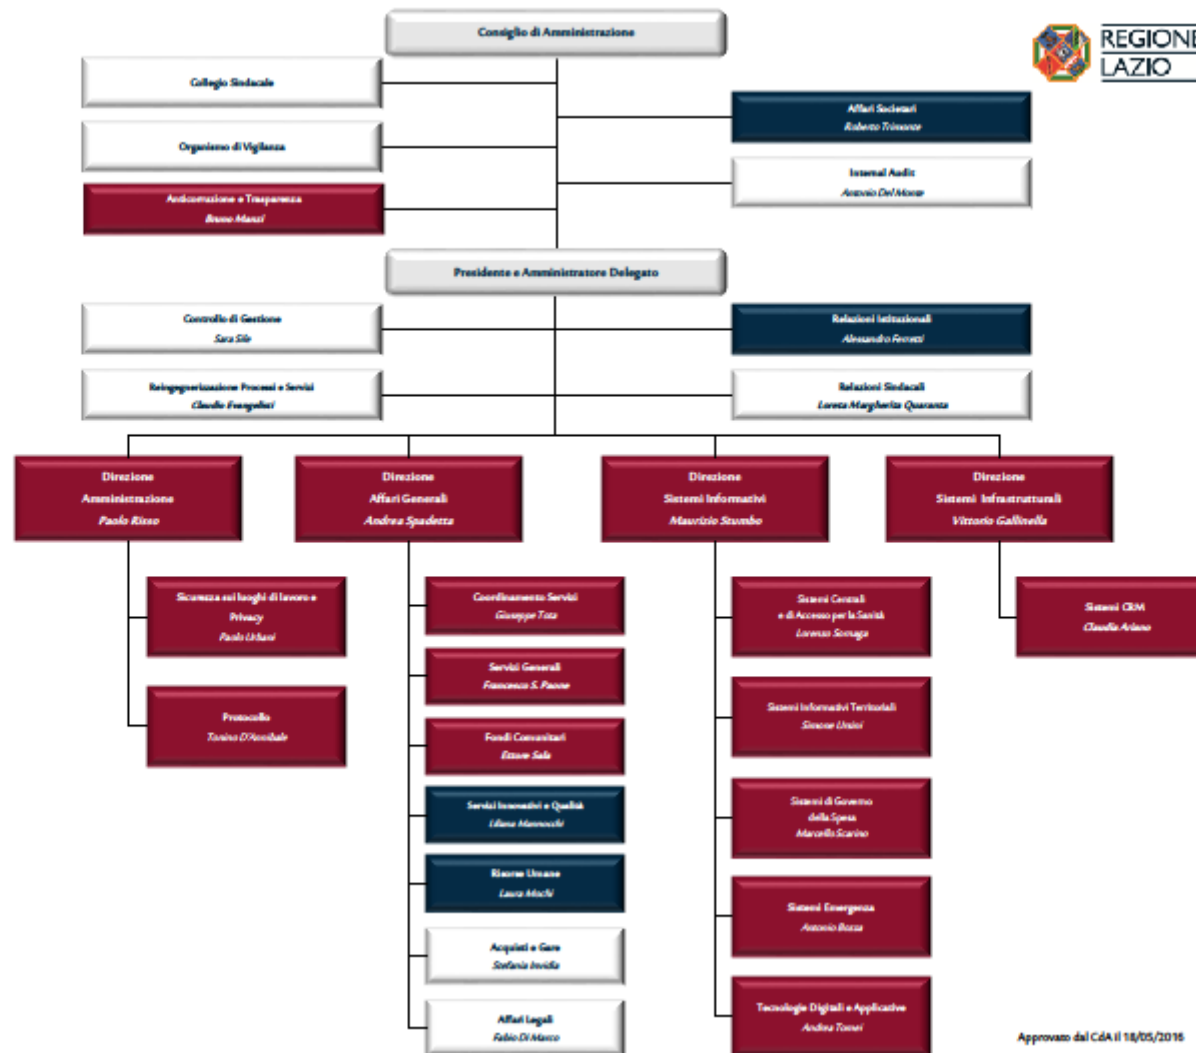 Consiglio di Amministrazione
REGIONE
LAZIO
Collegio Sindacale
Affari Societari
Roberto Trimonte
Organismo di Vigilanza
Internal Audit
Antonio Del Monte
Anticorruzione e Trasparenza
Bruno Manzi
Presidente e Amministratore Delegato
Controllo di Gestione
Sara Sile
Relazioni Istituzionali
Alessandro Ferretti
Reingegnerizzazione Processi e Servizi
Claudio Evangelisti
Relazioni Sindacali
Loreta Margherita Quaranta
Direzione
Amministrazione
Paolo Risso
Direzione
Affari Generali
Andrea Spadetta
Direzione
Sistemi Informativi
Maurizio Stumbo
Direzione
Sistemi Infrastrutturali
Vittorio Gallinella
Sicurezza sui luoghi di lavoro e
Privacy
Paolo Urbani
Protocollo
Tonino D'Annibale
Coordinamento Servizi
Giuseppe Tota
Servizi Generali
Francesco S. Paone
Fondi Comunitari
Ettore Sala
Servizi Innovativi e Qualità
Liliana Mannocchi
Risorse Umane
Laura Mochi
Acquisti e Gare
Stefania Invidia
Affari Legali
Fabio Di Marco
Sistemi Centrali
e di Accesso per la Sanità
Lorenzo Sornaga
Sistemi Informativi Territoriali
Simone Ursini
Sistemi di Governo
della Spesa
Marcello Scarino
Sistemi Emergenza
Antonio Bozza
Tecnologie Digitali e Applicative
Andrea Tomei
Sistemi CRM
Claudia Ariano
Approvato dal CdA il 18/05/2016